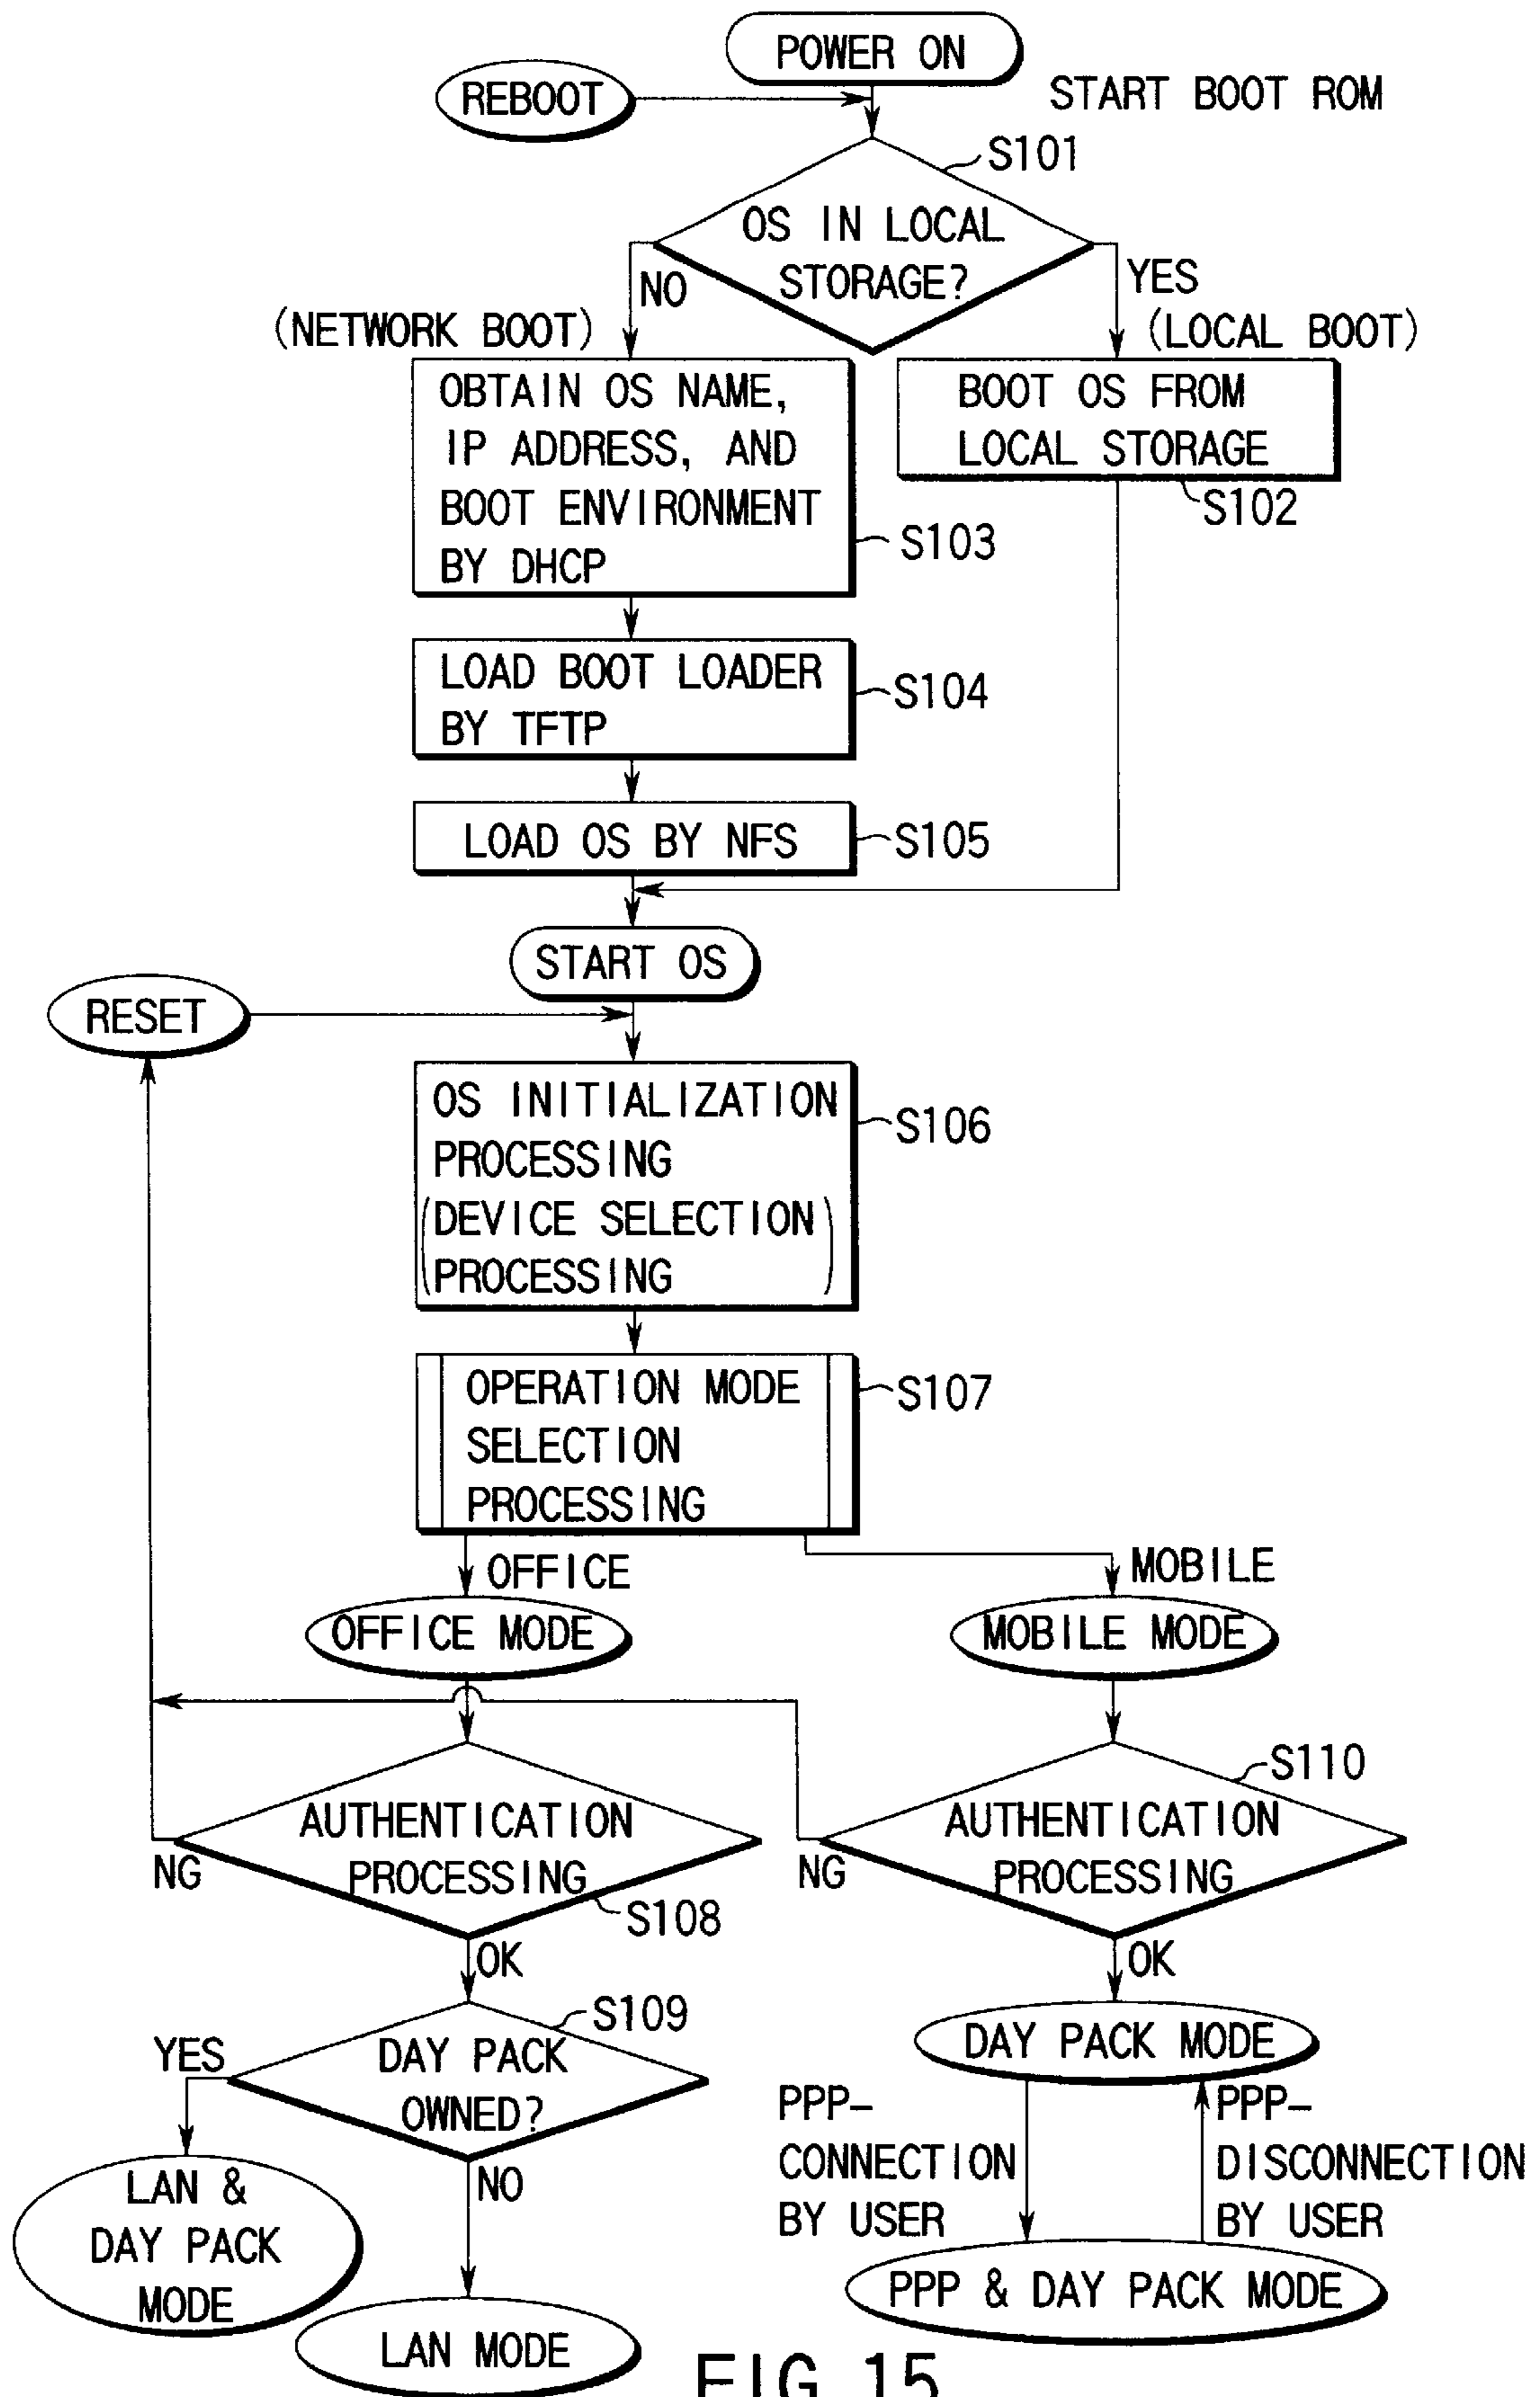 POWER ON
REBOOT
START BOOT ROM
S101
OS IN LOCAL
STORAGE?
NO
YES
(NETWORK BOOT)
(LOCAL BOOT)
OBTAIN OS NAME,
IP ADDRESS, AND
BOOT ENVIRONMENT
BY DHCP
S103
BOOT OS FROM
LOCAL STORAGE
S102
LOAD BOOT LOADER
BY TFTP
S104
LOAD OS BY NFS
S105
START OS
RESET
OS INITIALIZATION
PROCESSING
(DEVICE SELECTION
PROCESSING)
S106
OPERATION MODE
SELECTION
PROCESSING
S107
OFFICE
MOBILE
OFFICE MODE
MOBILE MODE
AUTHENTICATION
PROCESSING
NG
S108
OK
S110
AUTHENTICATION
PROCESSING
NG
OK
S109
DAY PACK
OWNED?
YES
NO
LAN &
DAY PACK
MODE
LAN MODE
DAY PACK MODE
PPP-
CONNECTION
BY USER
PPP-
DISCONNECTION
BY USER
PPP & DAY PACK MODE
FIG. 15